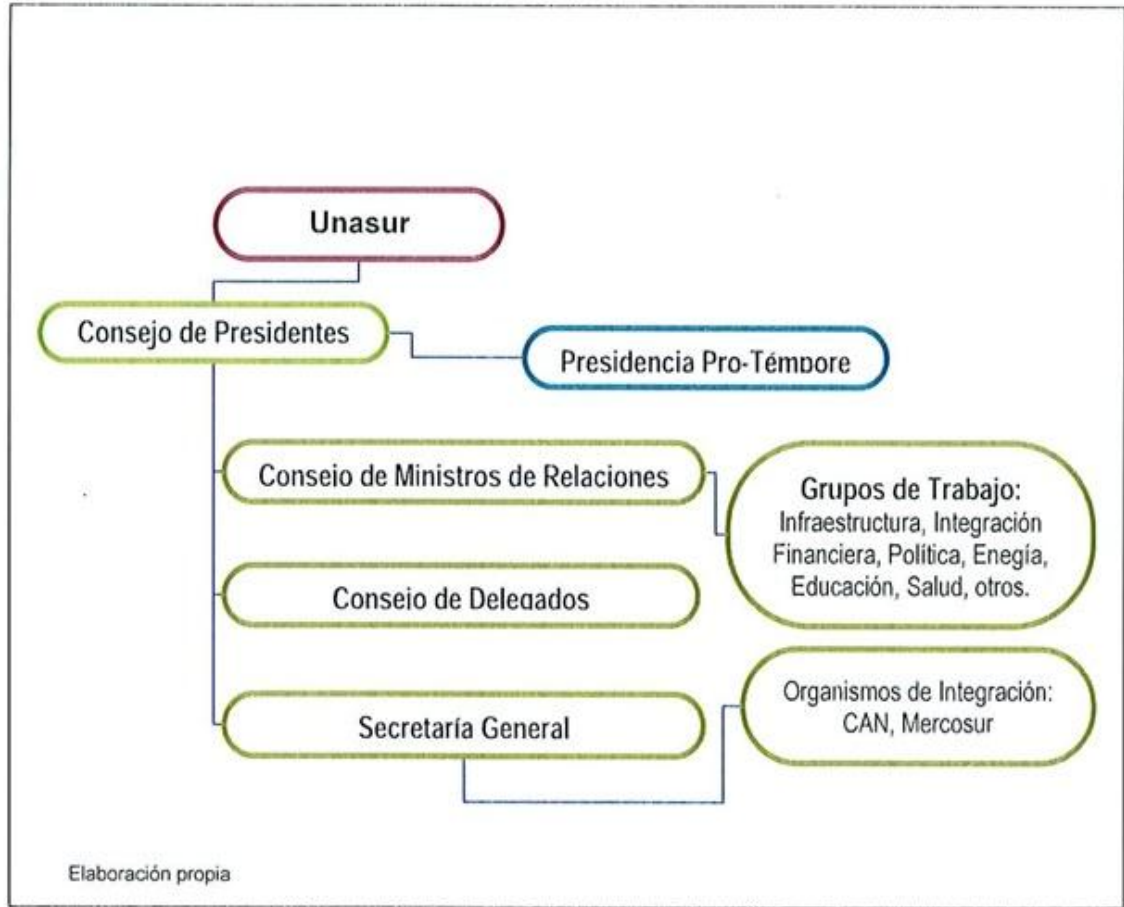 Unasur
Consejo de Presidentes
Presidencia Pro-Témpore
Consejo de Ministros de Relaciones
Grupos de Trabajo:
Infraestructura, Integración
Financiera, Política, Enegía,
Educación, Salud, otros.
Consejo de Delegados
Organismos de Integración:
CAN, Mercosur
Secretaría General
Elaboración propia